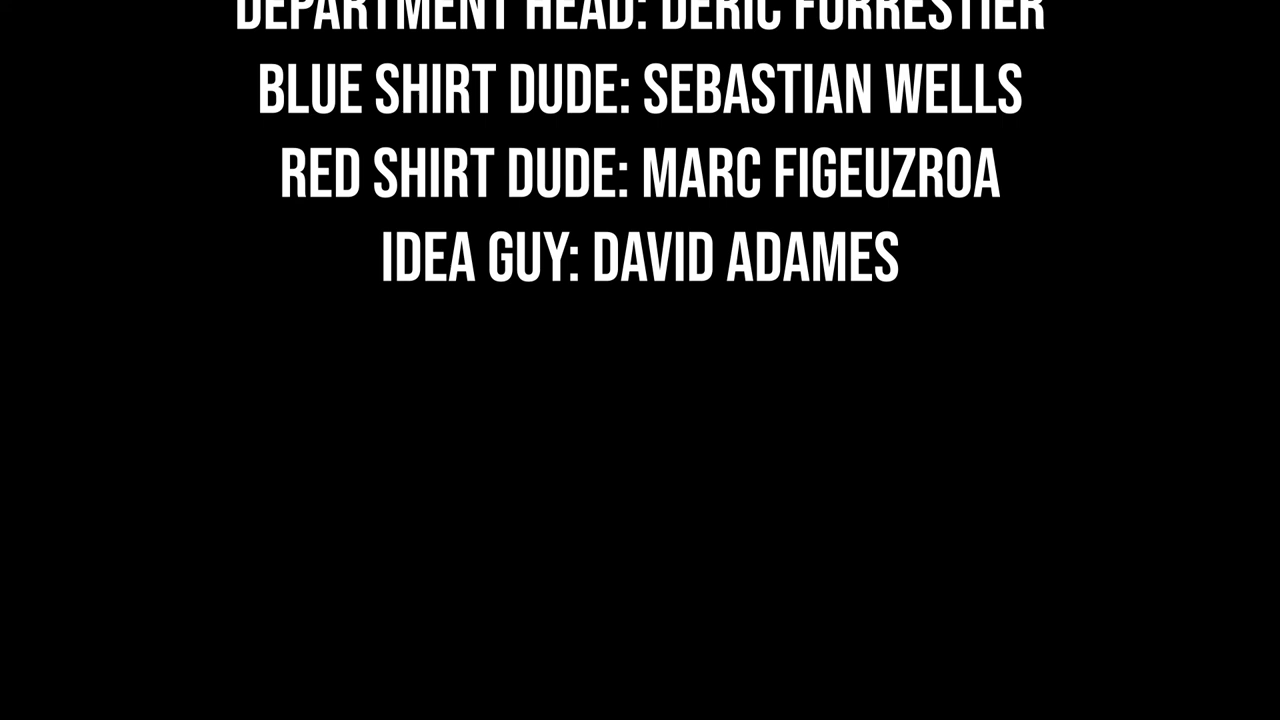 DEPARTMENT HEAD: DERIC FORRESTIER
BLUE SHIRT DUDE: SEBASTIAN WELLS
RED SHIRT DUDE: MARC FIGEUZROA
IDEA GUY: DAVID ADAMES